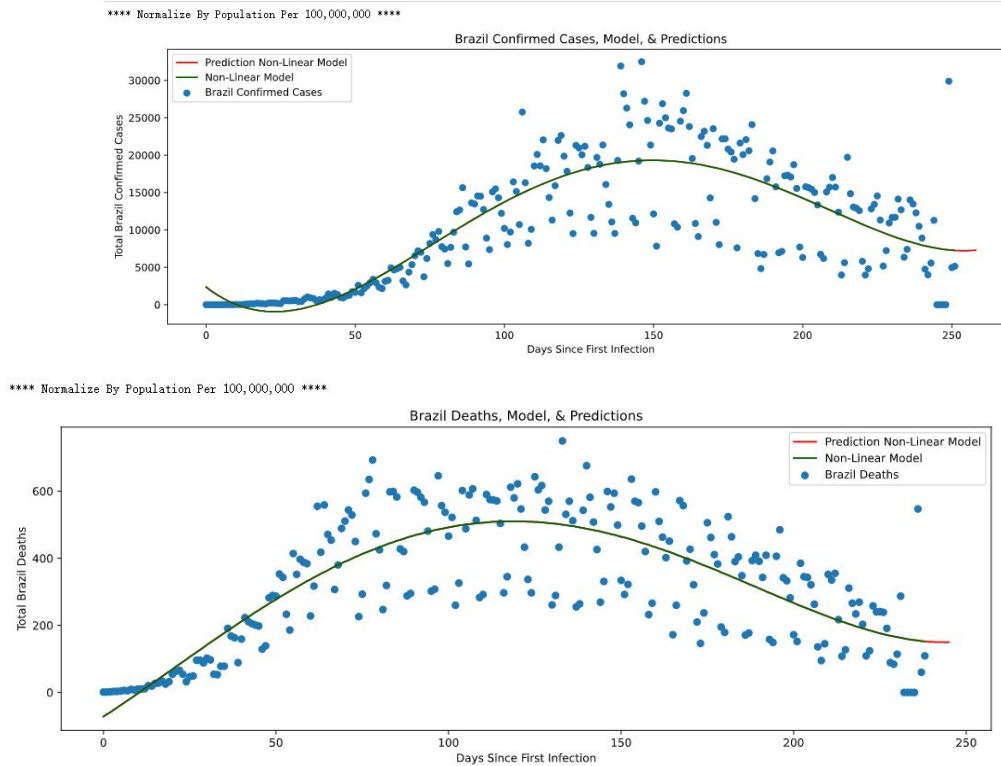 **** Normalize By Population Per 100,000,000 ****
Brazil Confirmed Cases, Model, & Predictions
Prediction Non-Linear Model
Non-Linear Model
Brazil Confirmed Cases
Total Brazil Confirmed Cases
30000
25000
20000
15000
10000
5000
0
0 50 100 150 200 250
Days Since First Infection
**** Normalize By Population Per 100,000,000 ****
Brazil Deaths, Model, & Predictions
Prediction Non-Linear Model
Non-Linear Model
Brazil Deaths
Total Brazil Deaths
600
400
200
0
0 50 100 150 200 250
Days Since First Infection